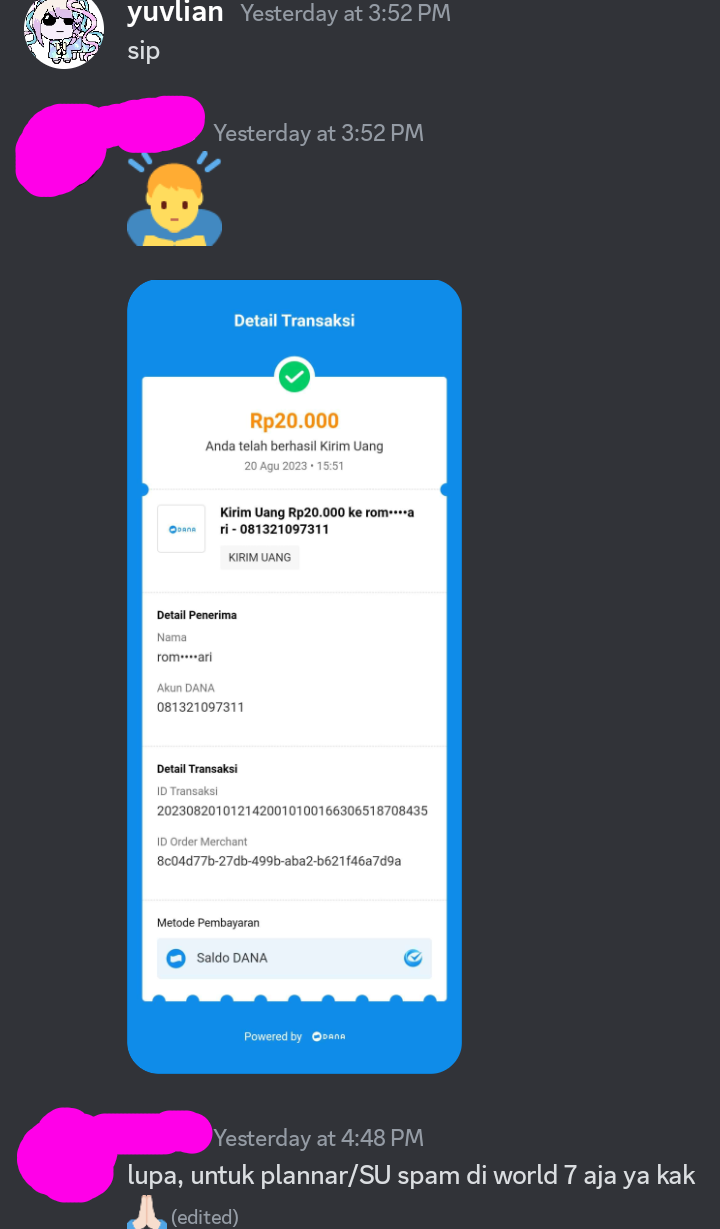 yuvlian Yesterday at 3:52 PM
sip
Yesterday at 3:52 PM
Detail Transaksi
Rp20.000
Anda telah berhasil Kirim Uang
20 Agu 2023 • 15:51
DANA
Kirim Uang Rp20.000 ke rom••••a
ri - 081321097311
KIRIM UANG
Detail Penerima
Nama
rom••••ari
Akun DANA
081321097311
Detail Transaksi
ID Transaksi
2023082010121420010100166306518708435
ID Order Merchant
8c04d77b-27db-499b-aba2-b621f46a7d9a
Metode Pembayaran
Saldo DANA
Powered by DANA
Yesterday at 4:48 PM
lupa, untuk plannar/SU spam di world 7 aja ya kak
🙏🏻 (edited)